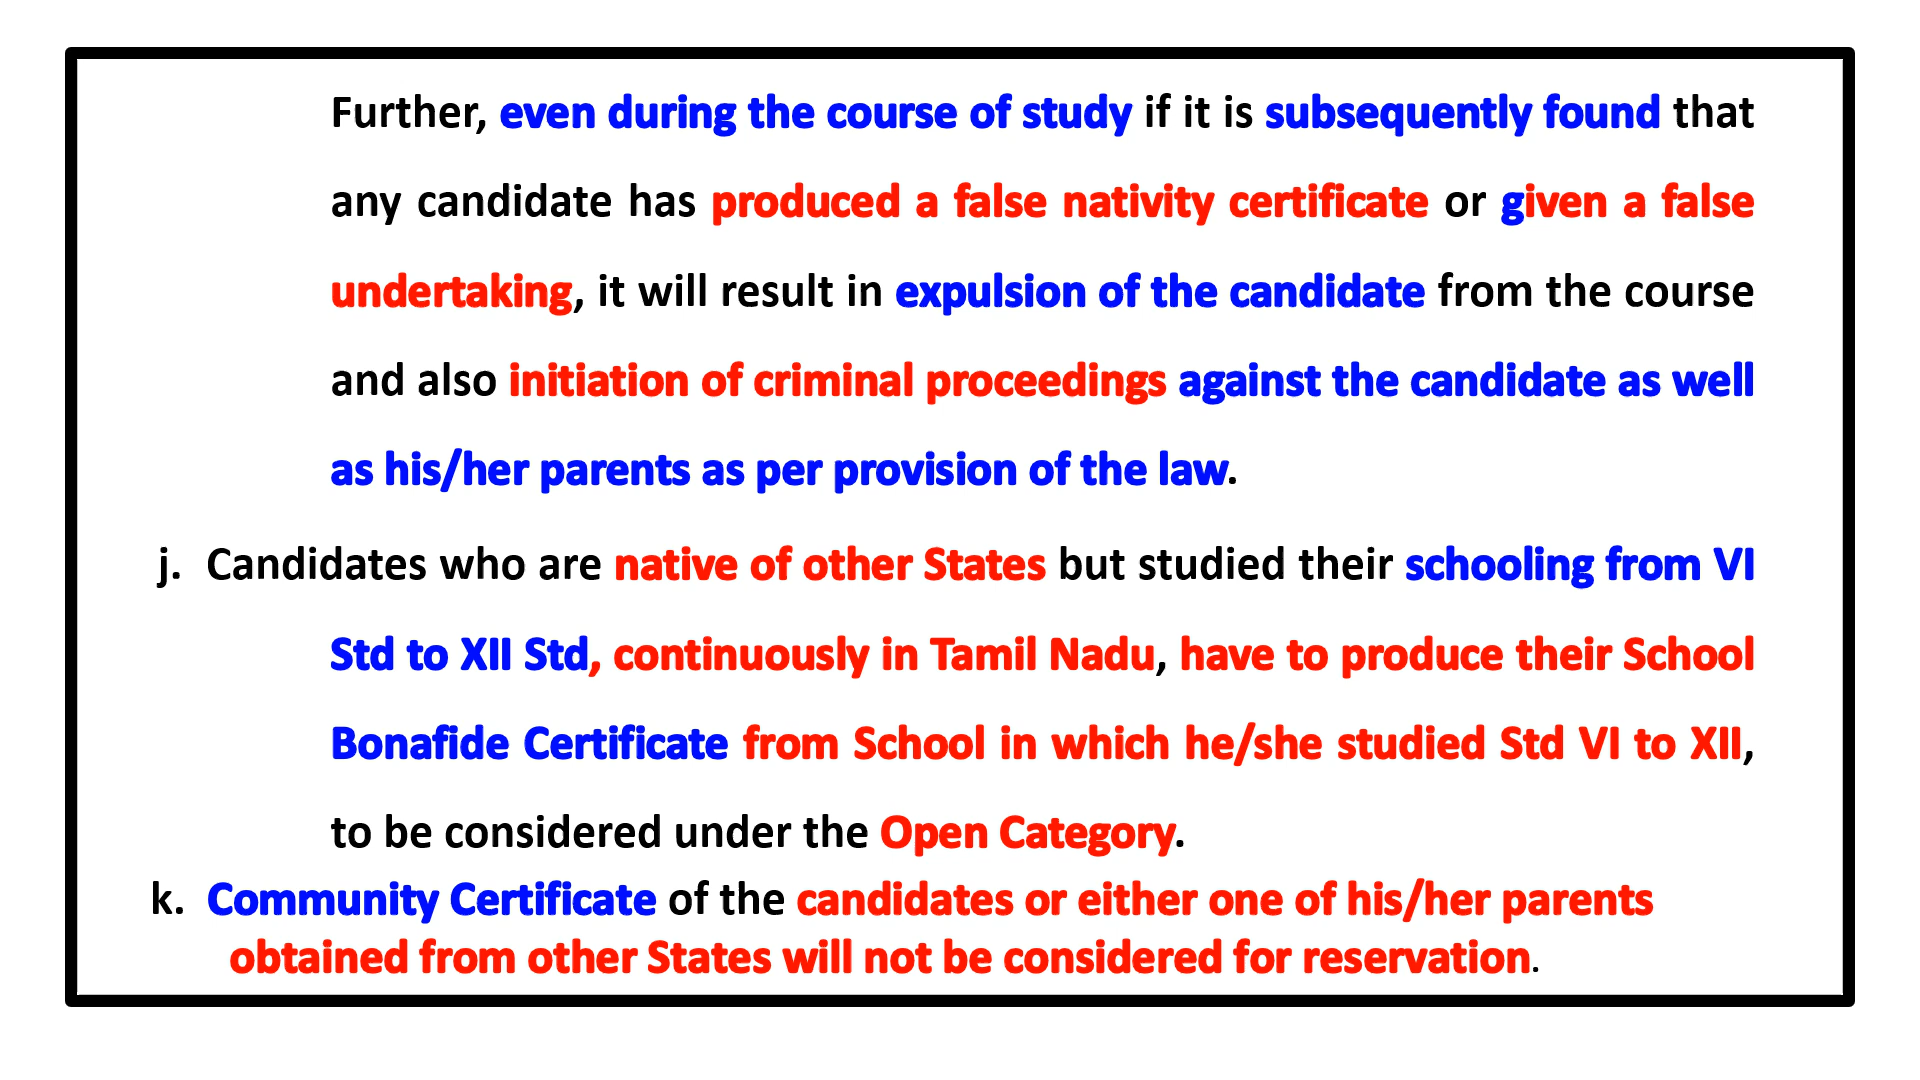 Further, even during the course of study if it is subsequently found that
any candidate has produced a false nativity certificate or given a false
undertaking, it will result in expulsion of the candidate from the course
and also initiation of criminal proceedings against the candidate as well
as his/her parents as per provision of the law.
j. Candidates who are native of other States but studied their schooling from VI
Std to XII Std, continuously in Tamil Nadu, have to produce their School
Bonafide Certificate from School in which he/she studied Std VI to XII,
to be considered under the Open Category.
k. Community Certificate of the candidates or either one of his/her parents
obtained from other States will not be considered for reservation.